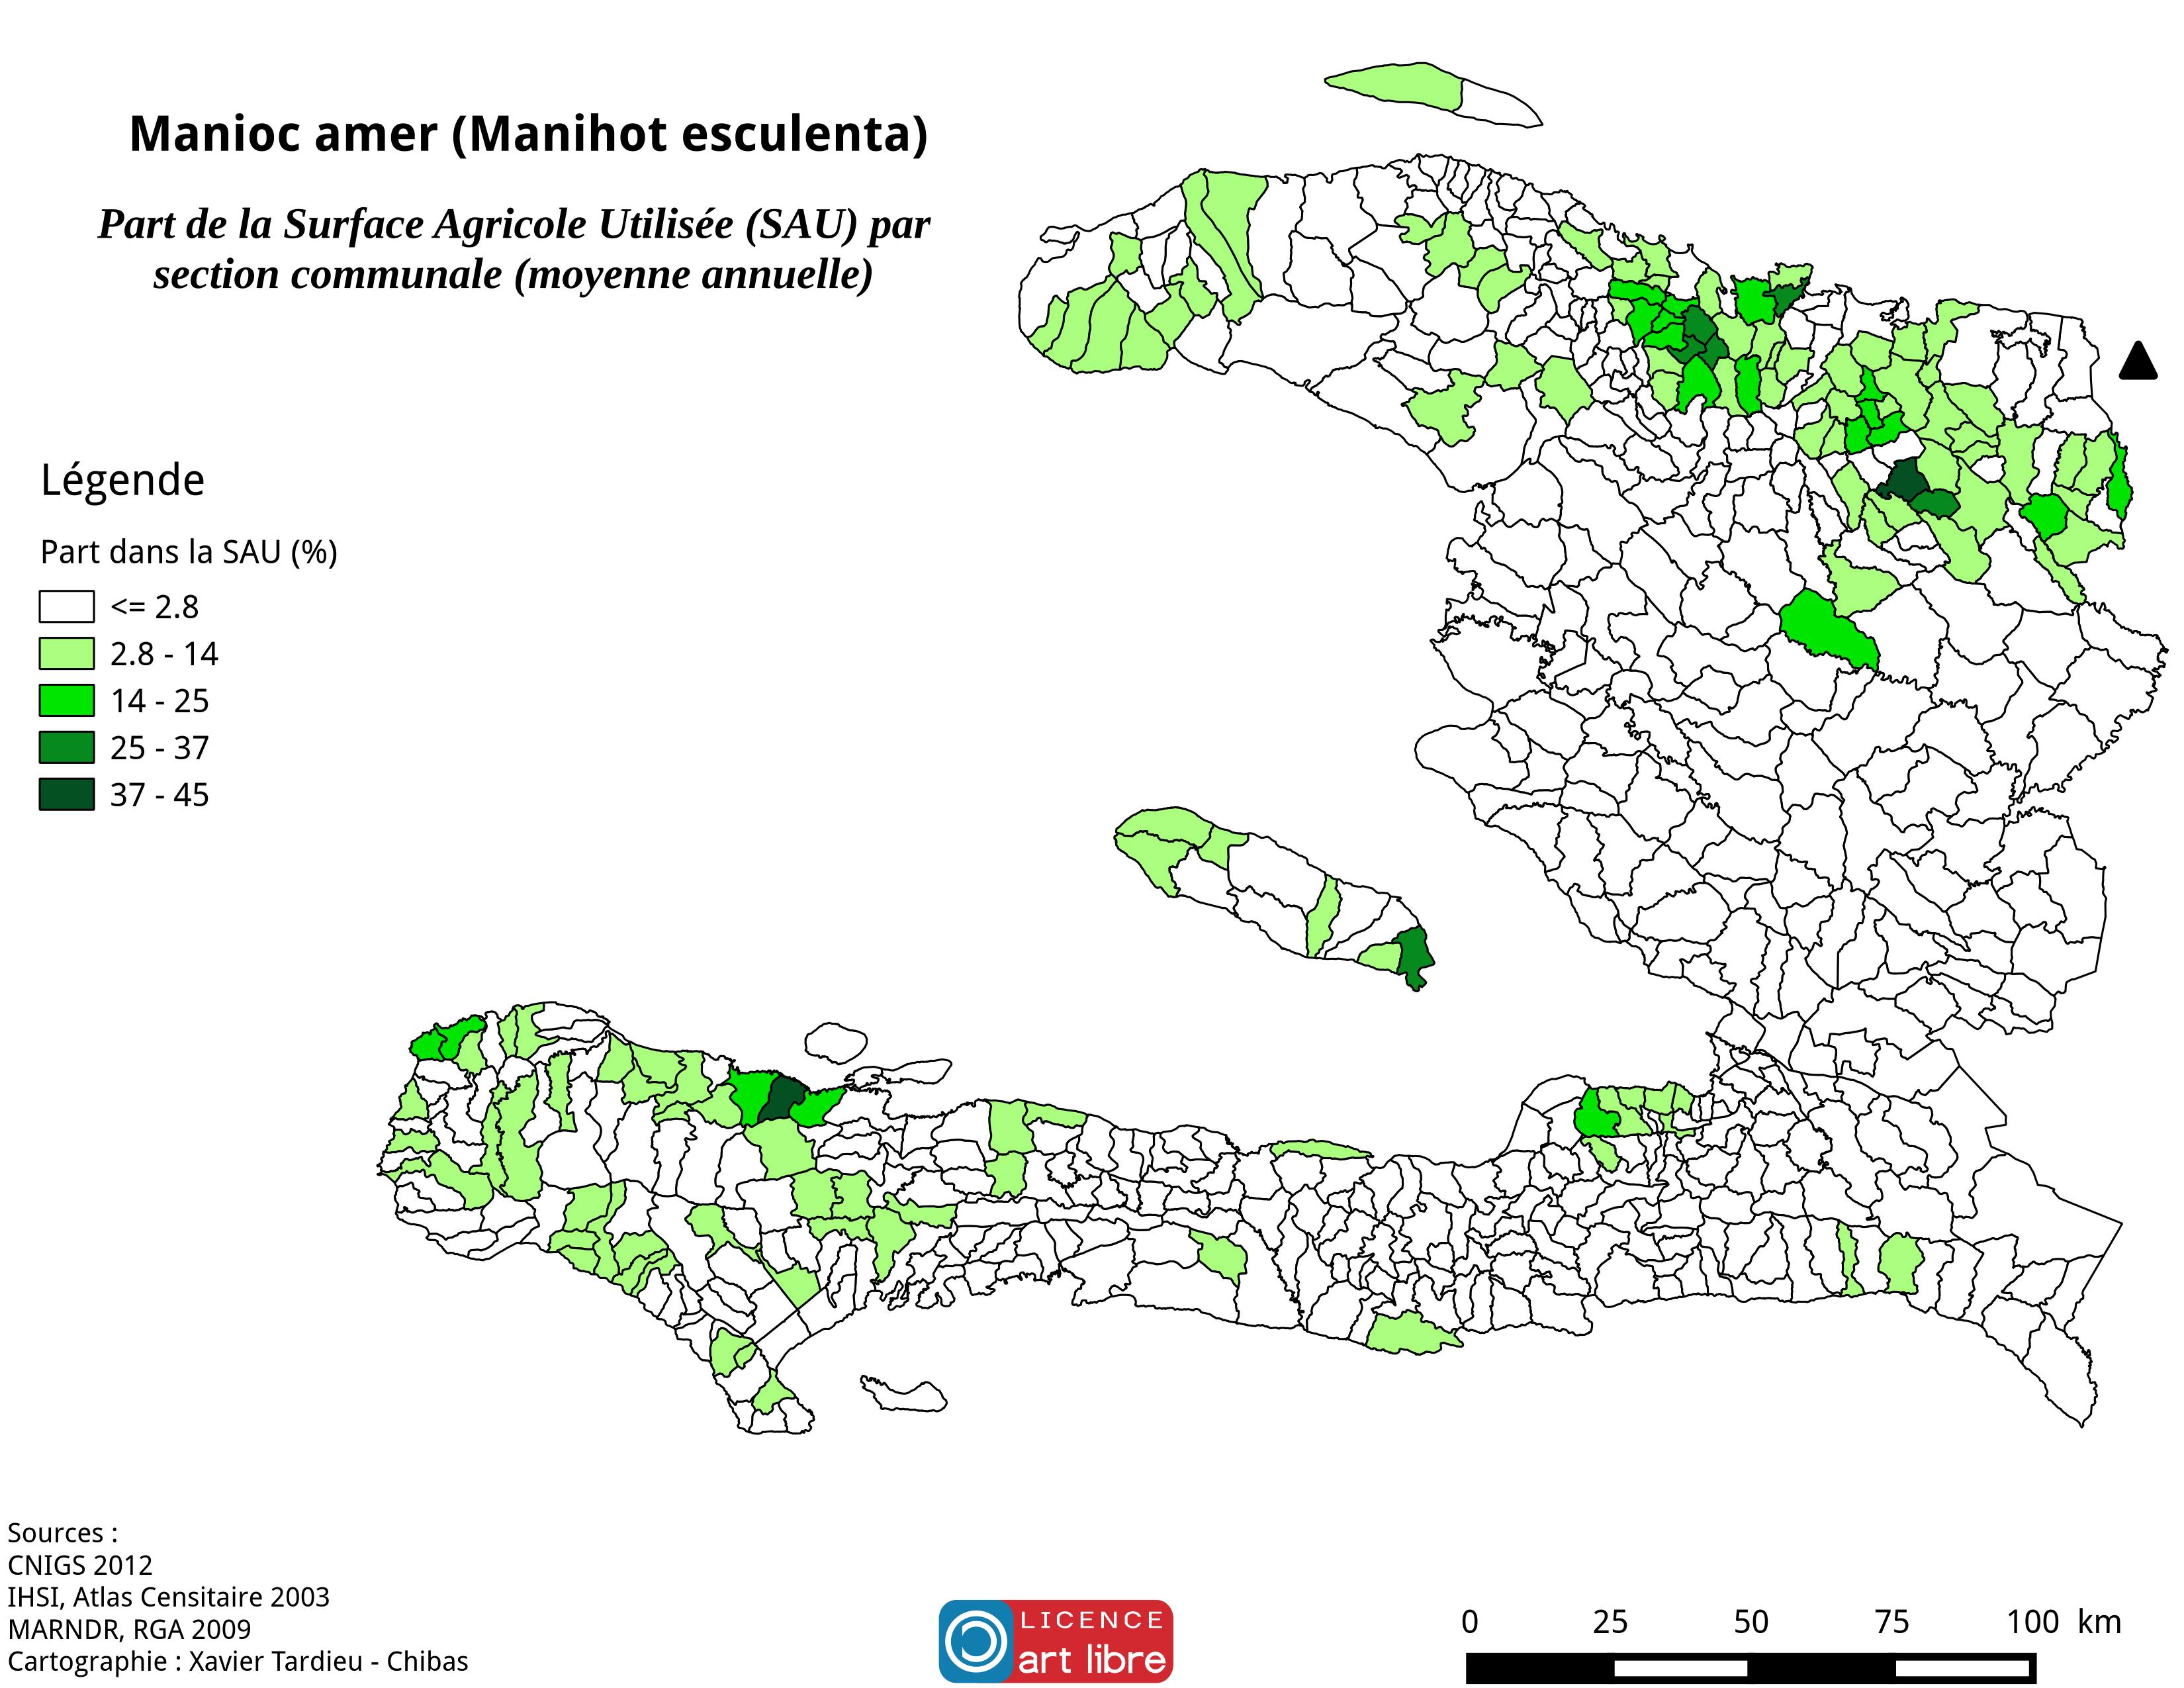 Manioc amer (Manihot esculenta)
Part de la Surface Agricole Utilisée (SAU) par
section communale (moyenne annuelle)
Légende
Part dans la SAU (%)
<= 2.8
2.8 - 14
14 - 25
25 - 37
37 - 45
Sources :
CNIGS 2012
IHSI, Atlas Censitaire 2003
MARNDR, RGA 2009
Cartographie : Xavier Tardieu - Chibas
LICENCE
art libre
0 25 50 75 100 km